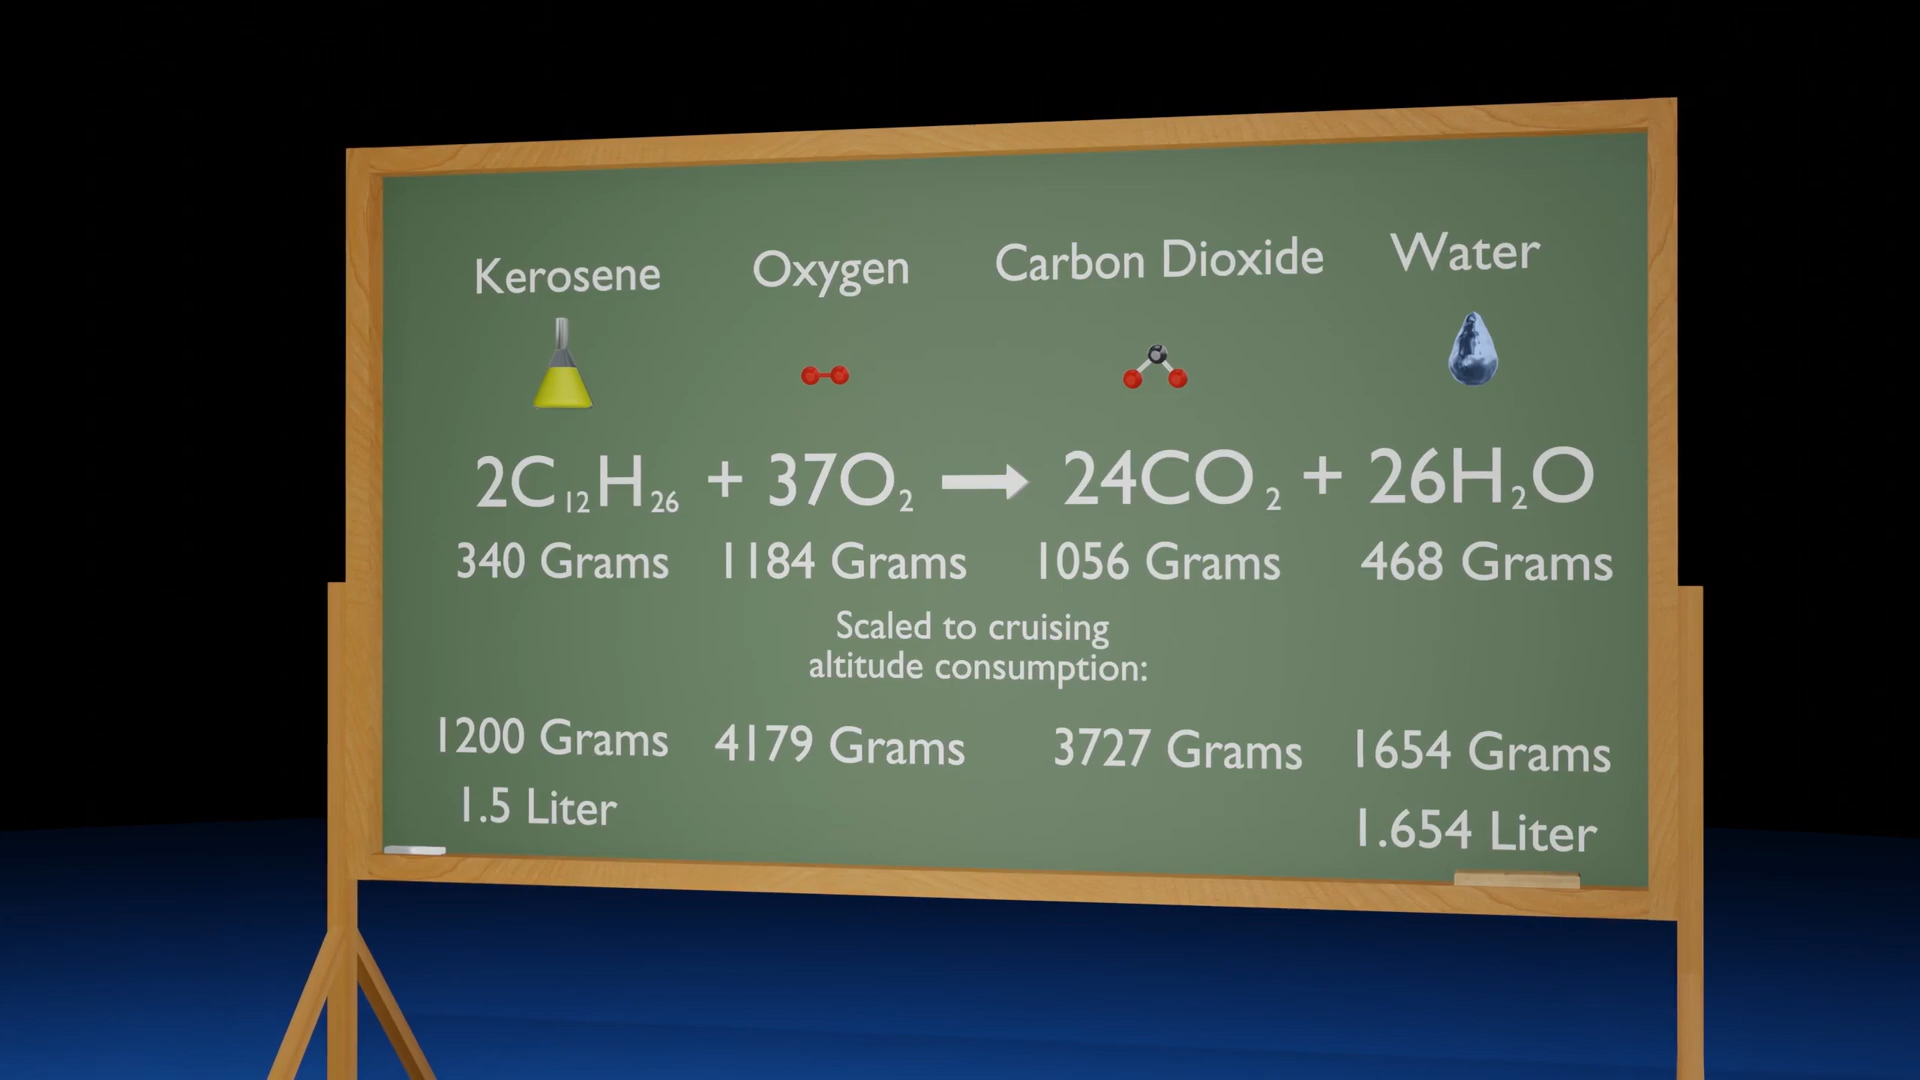 Kerosene Oxygen Carbon Dioxide Water
2C₁₂H₂₆ + 37O₂ → 24CO₂ + 26H₂O
340 Grams 1184 Grams 1056 Grams 468 Grams
Scaled to cruising
altitude consumption:
1200 Grams 4179 Grams 3727 Grams 1654 Grams
1.5 Liter 1.654 Liter